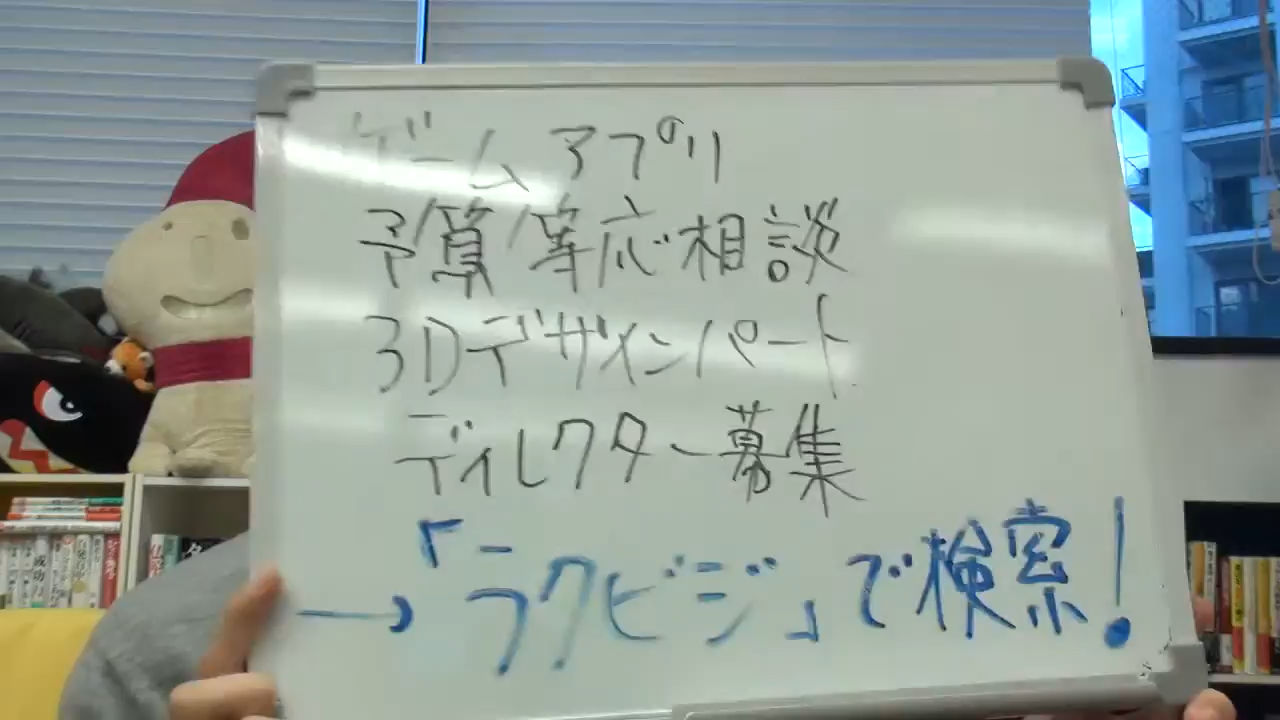 ゲームアプリ
予算等応相談
3Dデザインパート
ディレクター募集
→「ラクビジ」で検索!